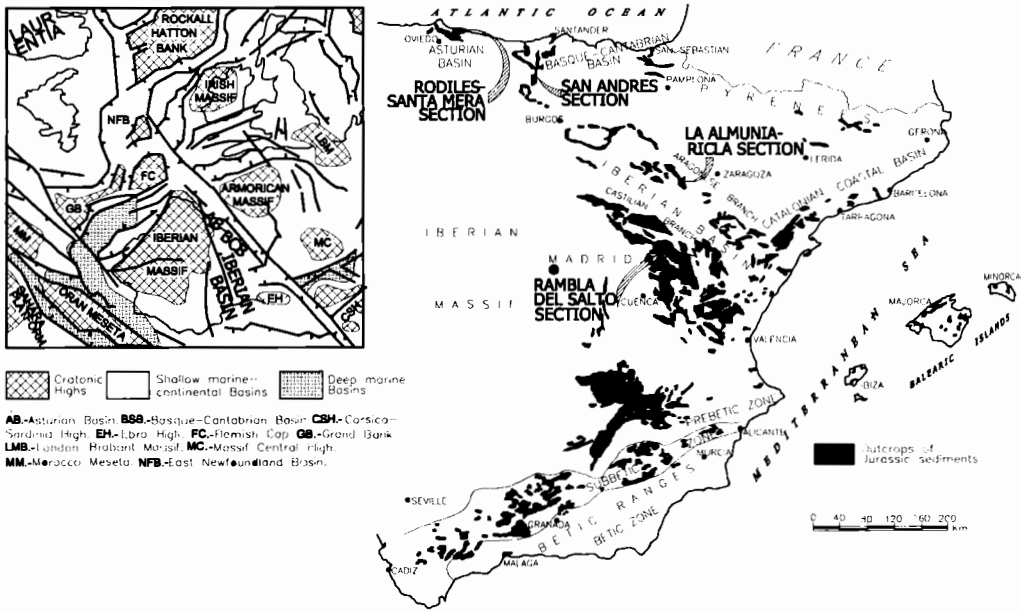 LAUR
ENTIA
ROCKALL
HATTON
BANK
IRISH
MASSIF
NFB
LBM
FC
ARMORICAN
MASSIF
GB
IBERIAN
MASSIF
MM
MC
AB
BCB
IBERIAN
BASIN
EH
CSH
ORAN MESETA
Cratonic
Highs
Shallow marine-
continental Basins
Deep marine
Basins
AB.-Asturian Basin. BSB.-Basque-Cantabrian Basin CSH.-Corsica-
Sardinia High. EH.-Ebro High. FC.-Flemish Cap GB.-Grand Bank
LMB.-London Brabant Massif. MC.-Massif Central High.
MM.-Morocco Meseta. NFB.-East Newfoundland Basin.
ATLANTIC OCEAN
OVIEDO
SANTANDER
ASTURIAN
BASIN
BASQUE-CANTABRIAN
BASIN
SAN SEBASTIAN
FRANCE
PAMPLONA
PYRENEES
RODILES-
SANTA MERA
SECTION
SAN ANDRES
SECTION
BURGOS
LA ALMUNIA-
RICLA SECTION
GERONA
LERIDA
ZARAGOZA
ARAGONESE
BRANCH
CATALONIAN COASTAL BASIN
BARCELONA
TARRAGONA
IBERIAN
BASIN
CASTILIAN
BRANCH
IBERIAN
MASSIF
MADRID
RAMBLA
DEL SALTO
SECTION
CUENCA
VALENCIA
MEDITERRANEAN SEA
MINORCA
MAJORCA
IBIZA
BALEARIC ISLANDS
PREBETIC ZONE
ALICANTE
MURCIA
SUBBETIC
ZONE
BETIC RANGES
BETIC ZONE
SEVILLE
GRANADA
MALAGA
CADIZ
Outcrops of
Jurassic sediments
0 40 80 120 160 200
Km